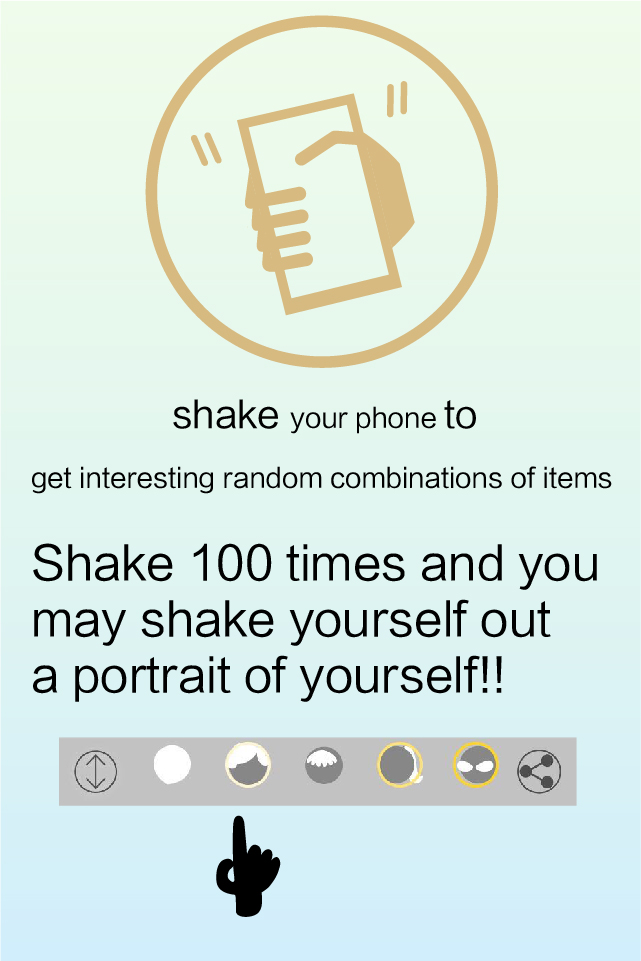 shake your phone to
get interesting random combinations of items
Shake 100 times and you
may shake yourself out
a portrait of yourself!!